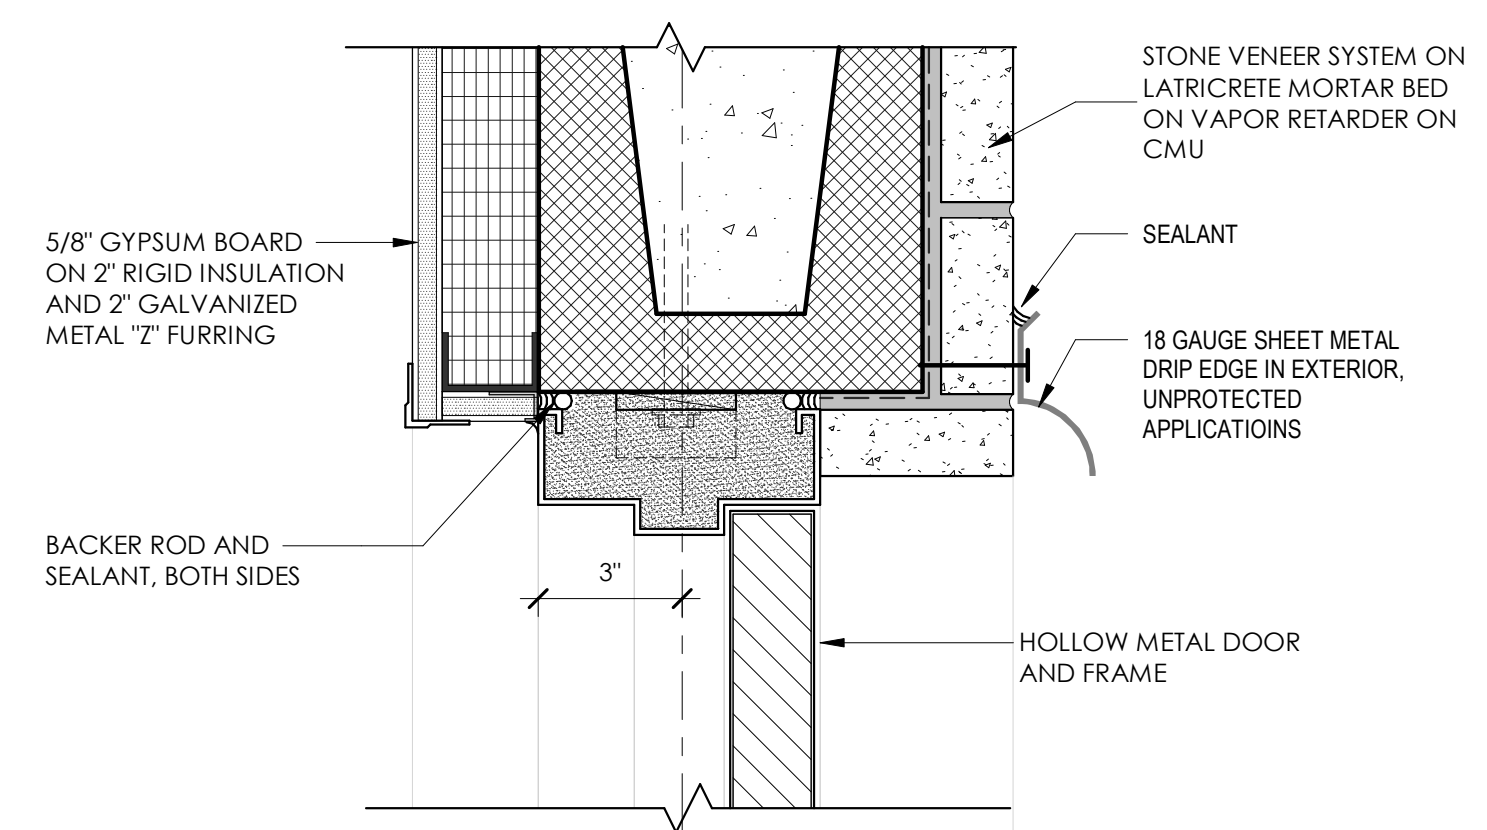 STONE VENEER SYSTEM ON
LATRICRETE MORTAR BED
ON VAPOR RETARDER ON
CMU
SEALANT
5/8" GYPSUM BOARD
ON 2" RIGID INSULATION
AND 2" GALVANIZED
METAL "Z" FURRING
18 GAUGE SHEET METAL
DRIP EDGE IN EXTERIOR,
UNPROTECTED
APPLICATIOINS
BACKER ROD AND
SEALANT, BOTH SIDES
3"
HOLLOW METAL DOOR
AND FRAME